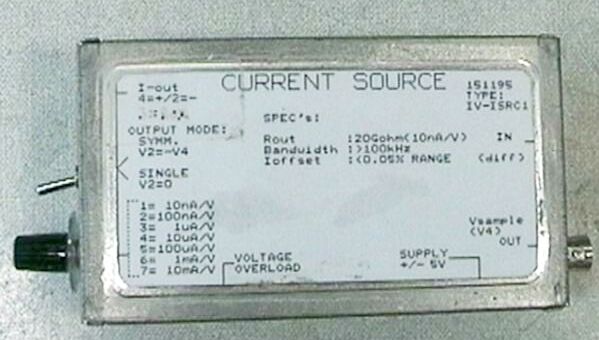 I-out
4=+/2=-
CURRENT SOURCE
151195
TYPE:
IV-ISRC1
SPEC's:
OUTPUT MODE:
SYMM.
V2=-V4
SINGLE
V2=0
Rout :20Gohm(10nA/V)
Bandwidth :>100kHz
Ioffset :<0.05% RANGE
IN
(diff)
1= 10nA/V
2=100nA/V
3= 1uA/V
4= 10uA/V
5=100uA/V
6= 1mA/V
7= 10mA/V
Vsample
(V4)
OUT
VOLTAGE
OVERLOAD
SUPPLY
+/- 5V